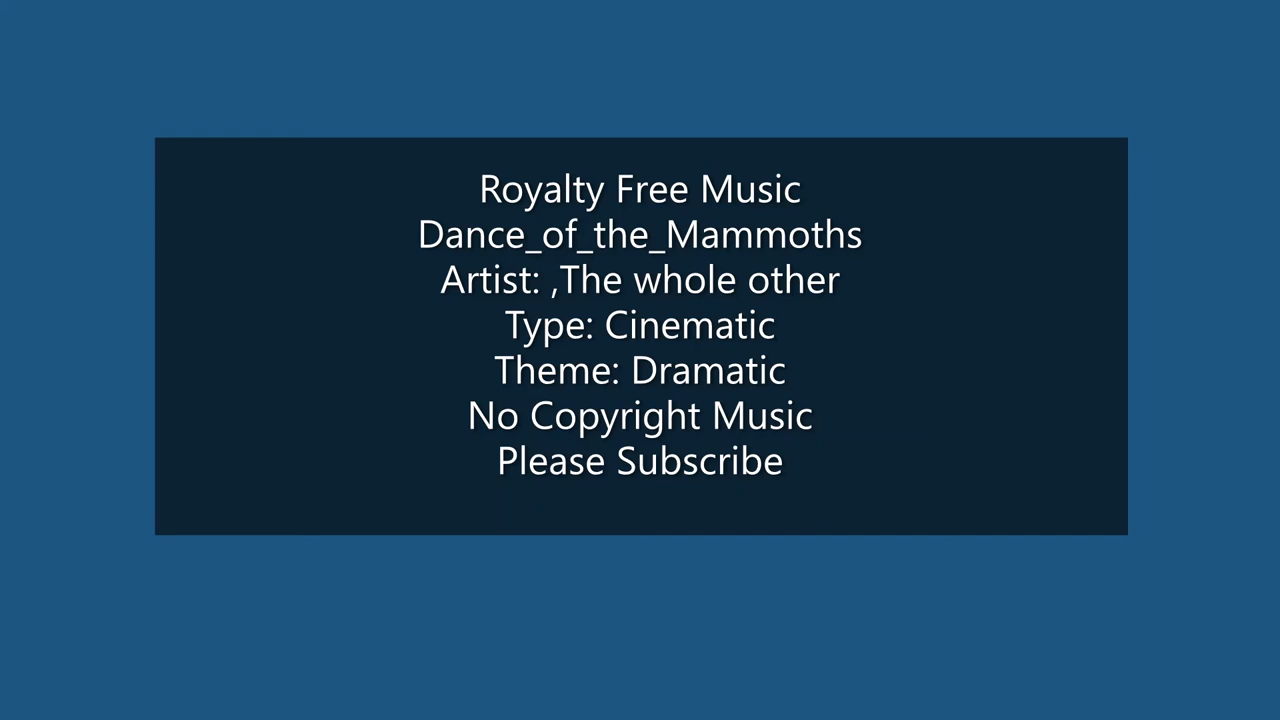 Royalty Free Music
Dance_of_the_Mammoths
Artist: ,The whole other
Type: Cinematic
Theme: Dramatic
No Copyright Music
Please Subscribe